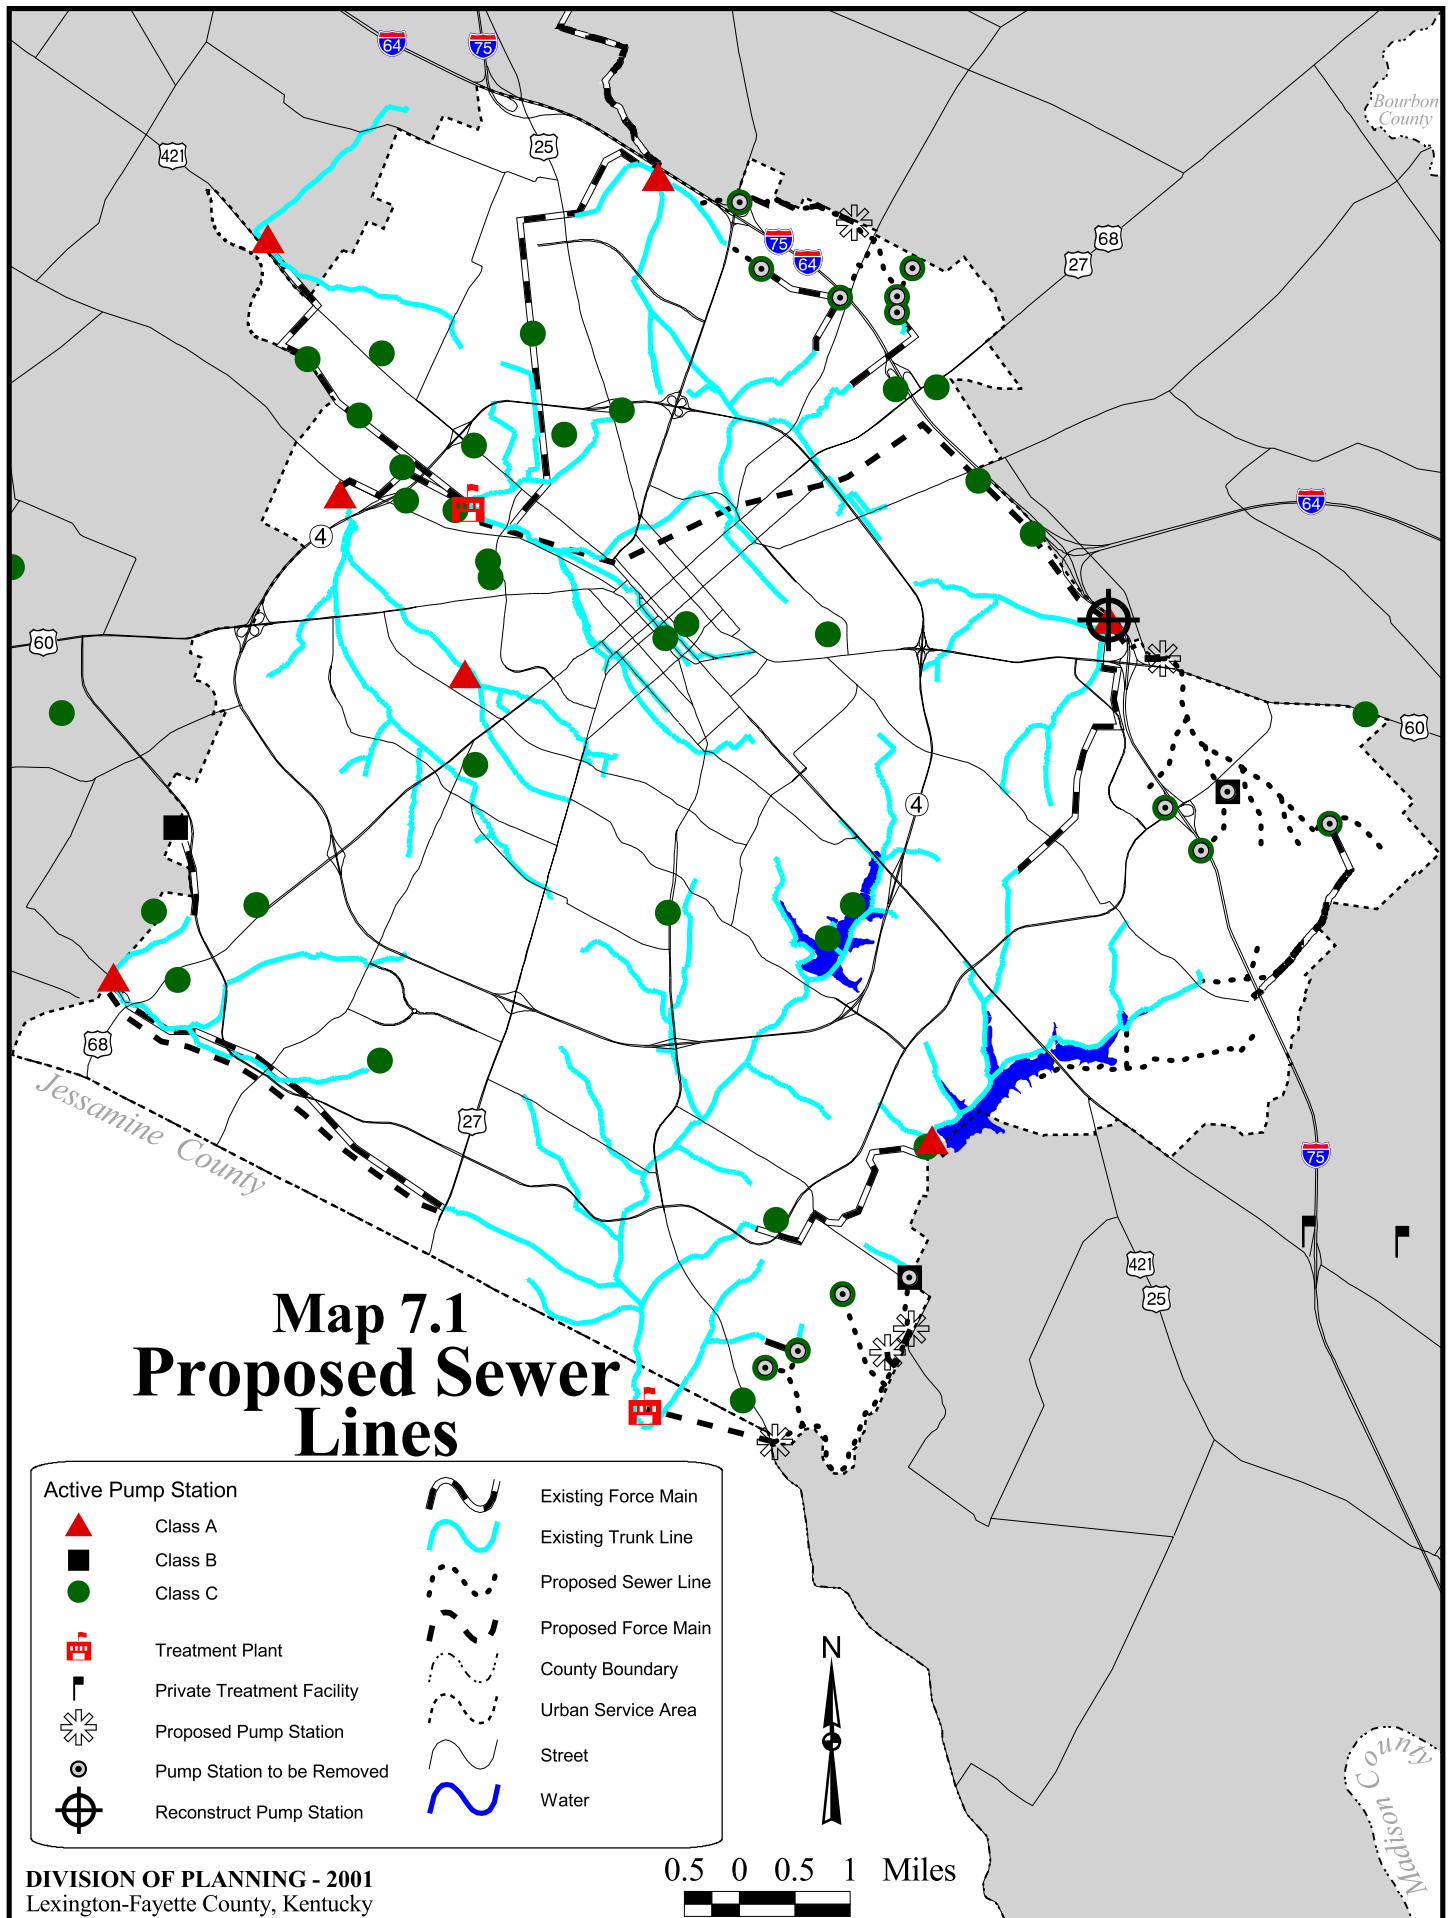 64
75
Bourbon
County
25
421
68
75
27
64
64
4
60
60
4
68
Jessamine County
27
75
421
25
Map 7.1
Proposed Sewer
Lines
Active Pump Station
Class A
Class B
Class C
Treatment Plant
Private Treatment Facility
Proposed Pump Station
Pump Station to be Removed
Reconstruct Pump Station
Existing Force Main
Existing Trunk Line
Proposed Sewer Line
Proposed Force Main
County Boundary
Urban Service Area
Street
Water
N
Madison County
DIVISION OF PLANNING - 2001
Lexington-Fayette County, Kentucky
0.5 0 0.5 1 Miles